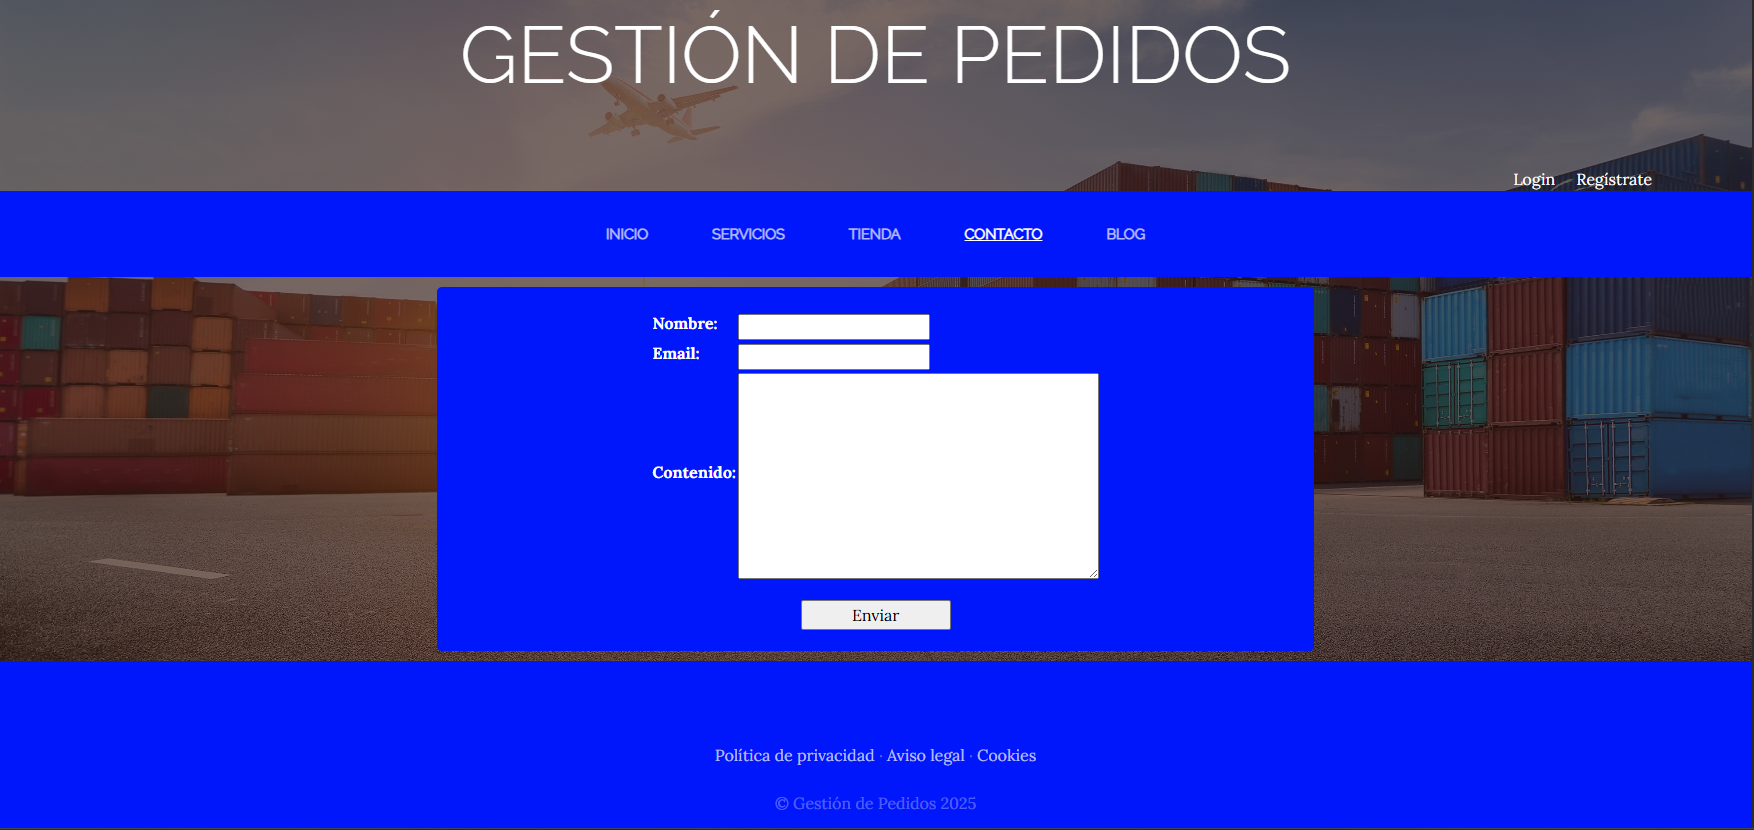 GESTIÓN DE PEDIDOS
Login Regístrate
INICIO SERVICIOS TIENDA CONTACTO BLOG
Nombre:
Email:
Contenido:
Enviar
Política de privacidad · Aviso legal · Cookies
© Gestión de Pedidos 2025